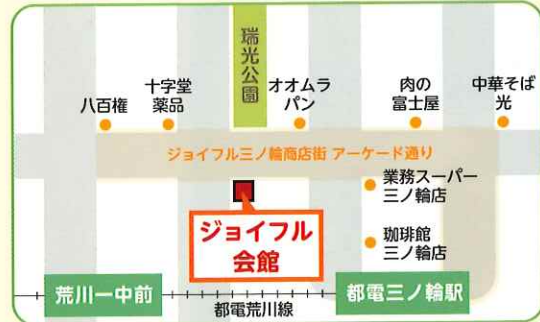 瑞光公園
八百権
十字堂
薬品
オオムラ
パン
肉の
富士屋
中華そば
光
ジョイフル三ノ輪商店街 アーケード通り
業務スーパー
三ノ輪店
ジョイフル
会館
珈琲館
三ノ輪店
荒川一中前
都電荒川線
都電三ノ輪駅